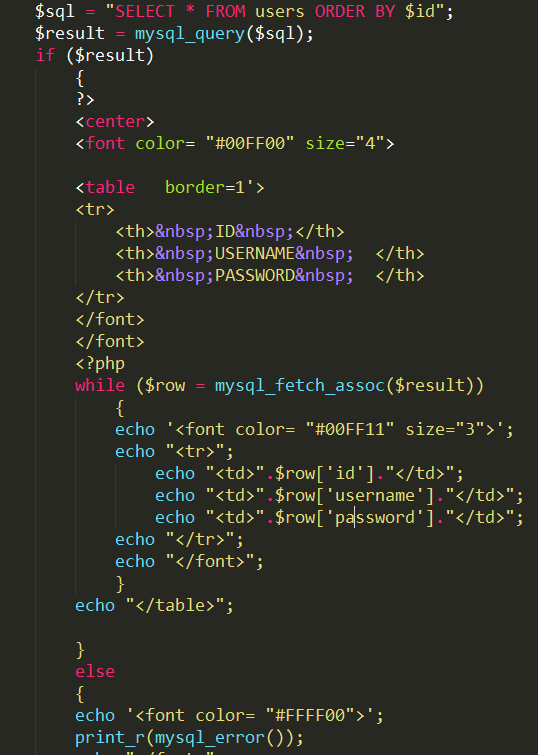 $sql = "SELECT * FROM users ORDER BY $id";
$result = mysql_query($sql);
if ($result)
{
?>
<center>
<font color= "#00FF00" size="4">
<table   border=1'>
<tr>
<th>&nbsp;ID&nbsp;</th>
<th>&nbsp;USERNAME&nbsp;  </th>
<th>&nbsp;PASSWORD&nbsp;  </th>
</tr>
</font>
</font>
<?php
while ($row = mysql_fetch_assoc($result))
{
echo '<font color= "#00FF11" size="3">';
echo "<tr>";
echo "<td>".$row['id']."</td>";
echo "<td>".$row['username']."</td>";
echo "<td>".$row['password']."</td>";
echo "</tr>";
echo "</font>";
}
echo "</table>";
}
else
{
echo '<font color= "#FFFF00">';
print_r(mysql_error());